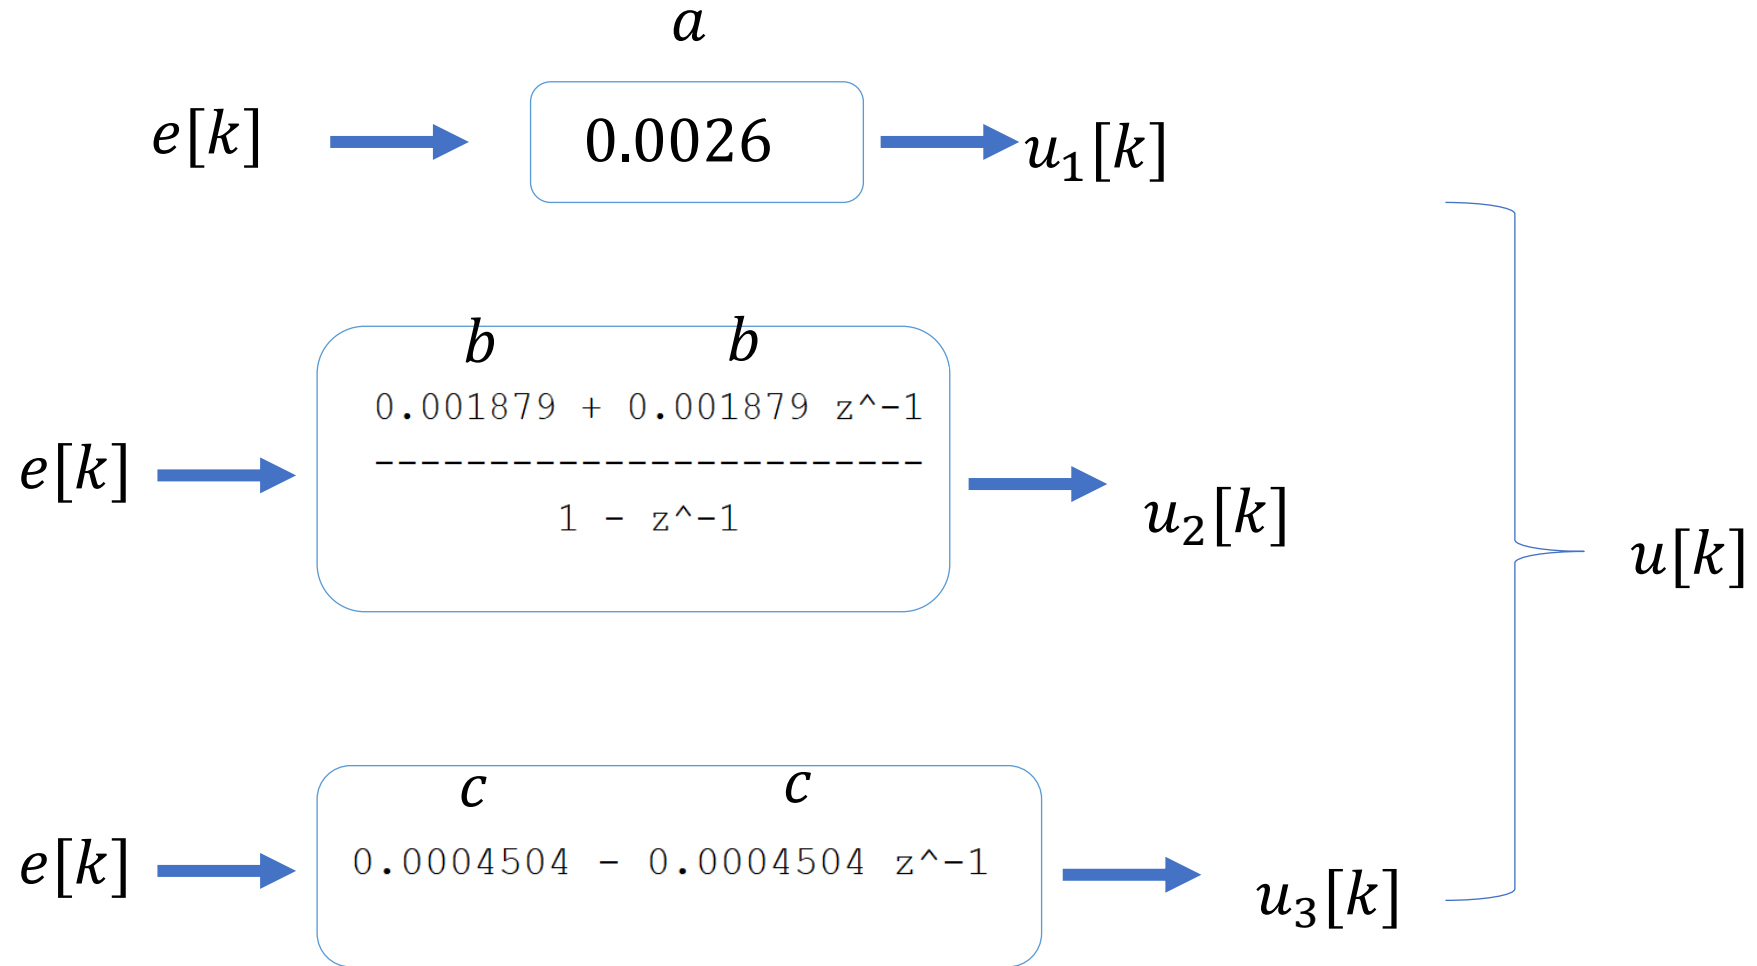 a
e[k] 0.0026 u₁[k]
b b
0.001879 + 0.001879 z^-1
------------------------
1 - z^-1
e[k] u₂[k]
u[k]
c c
0.0004504 - 0.0004504 z^-1
e[k] u₃[k]